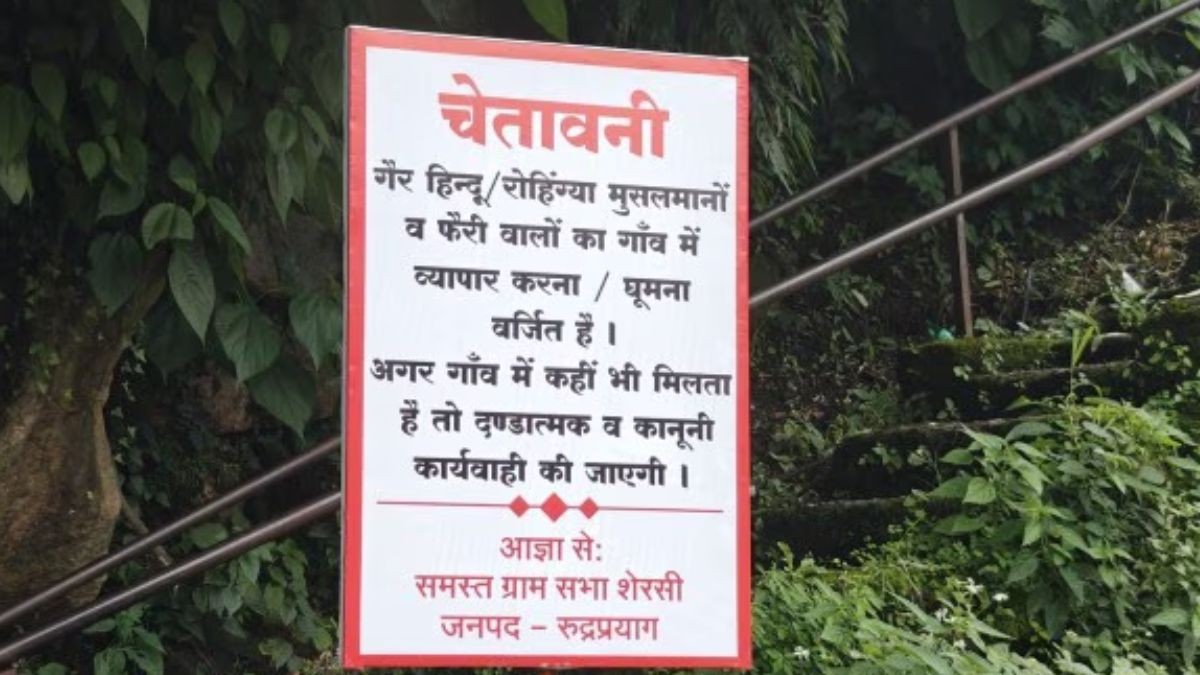 चेतावनी
गैर हिन्दू/रोहिंग्या मुसलमानों
व फैरी वालों का गाँव में
व्यापार करना / घूमना
वर्जित है ।
अगर गाँव में कहीं भी मिलता
है तो दण्डात्मक व कानूनी
कार्यवाही की जाएगी ।
आज्ञा से:
समस्त ग्राम सभा शेरसी
जनपद – रुद्रप्रयाग